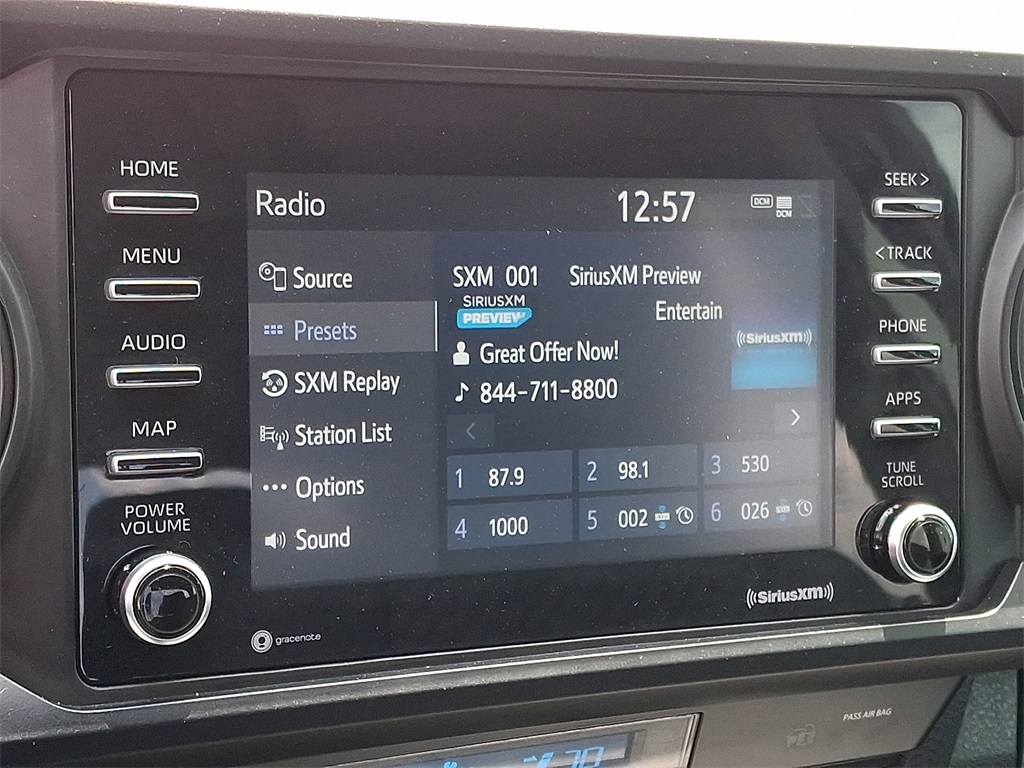 HOME
MENU
AUDIO
MAP
POWER
VOLUME
Radio
12:57
DCM
DCM
Source
Presets
SXM Replay
Station List
Options
Sound
SXM 001 SiriusXM Preview
SIRIUSXM
PREVIEW
Entertain
Great Offer Now!
844-711-8800
SiriusXM
1 87.9
2 98.1
3 530
4 1000
5 002
6 026
SEEK >
< TRACK
PHONE
APPS
TUNE
SCROLL
gracenote
SiriusXM
PASS AIR BAG
70